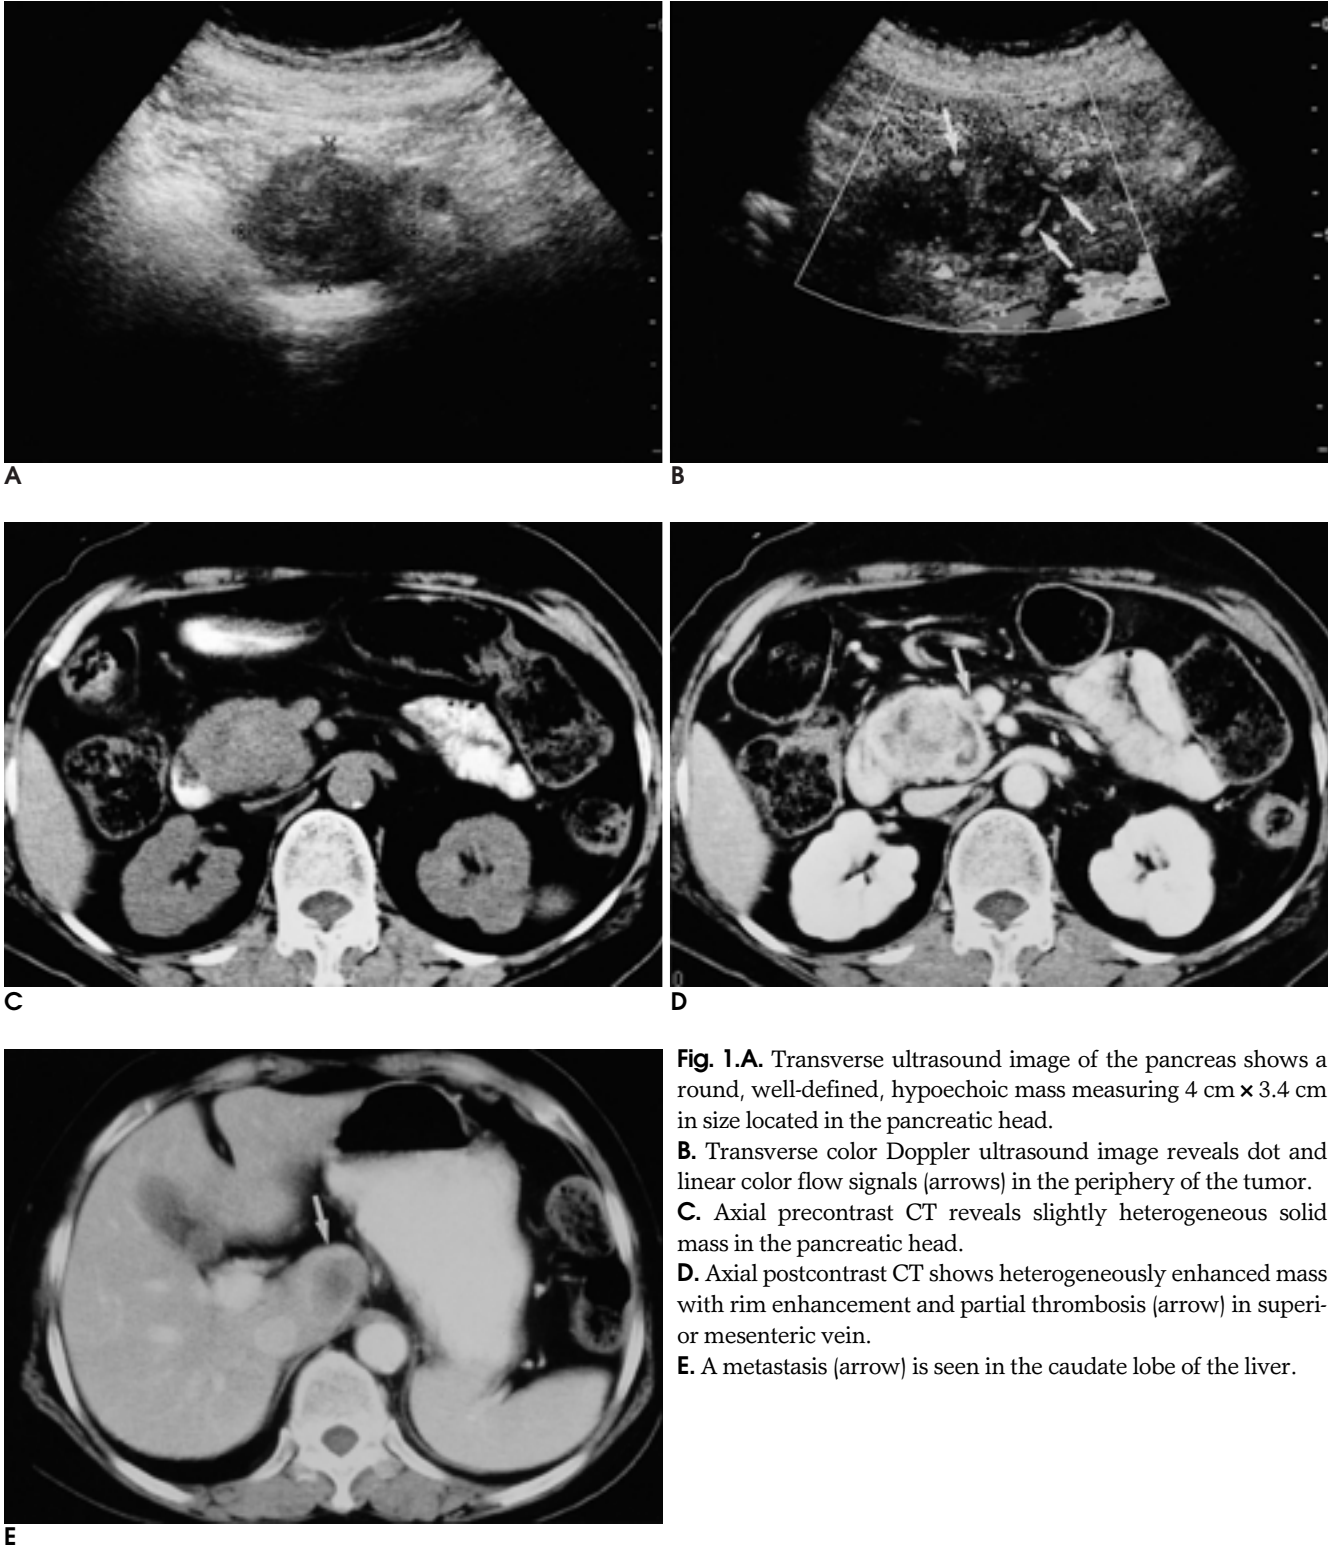 A
B
C
D
E
Fig. 1.A. Transverse ultrasound image of the pancreas shows a
round, well-defined, hypoechoic mass measuring 4 cm × 3.4 cm
in size located in the pancreatic head.
B. Transverse color Doppler ultrasound image reveals dot and
linear color flow signals (arrows) in the periphery of the tumor.
C. Axial precontrast CT reveals slightly heterogeneous solid
mass in the pancreatic head.
D. Axial postcontrast CT shows heterogeneously enhanced mass
with rim enhancement and partial thrombosis (arrow) in superi-
or mesenteric vein.
E. A metastasis (arrow) is seen in the caudate lobe of the liver.